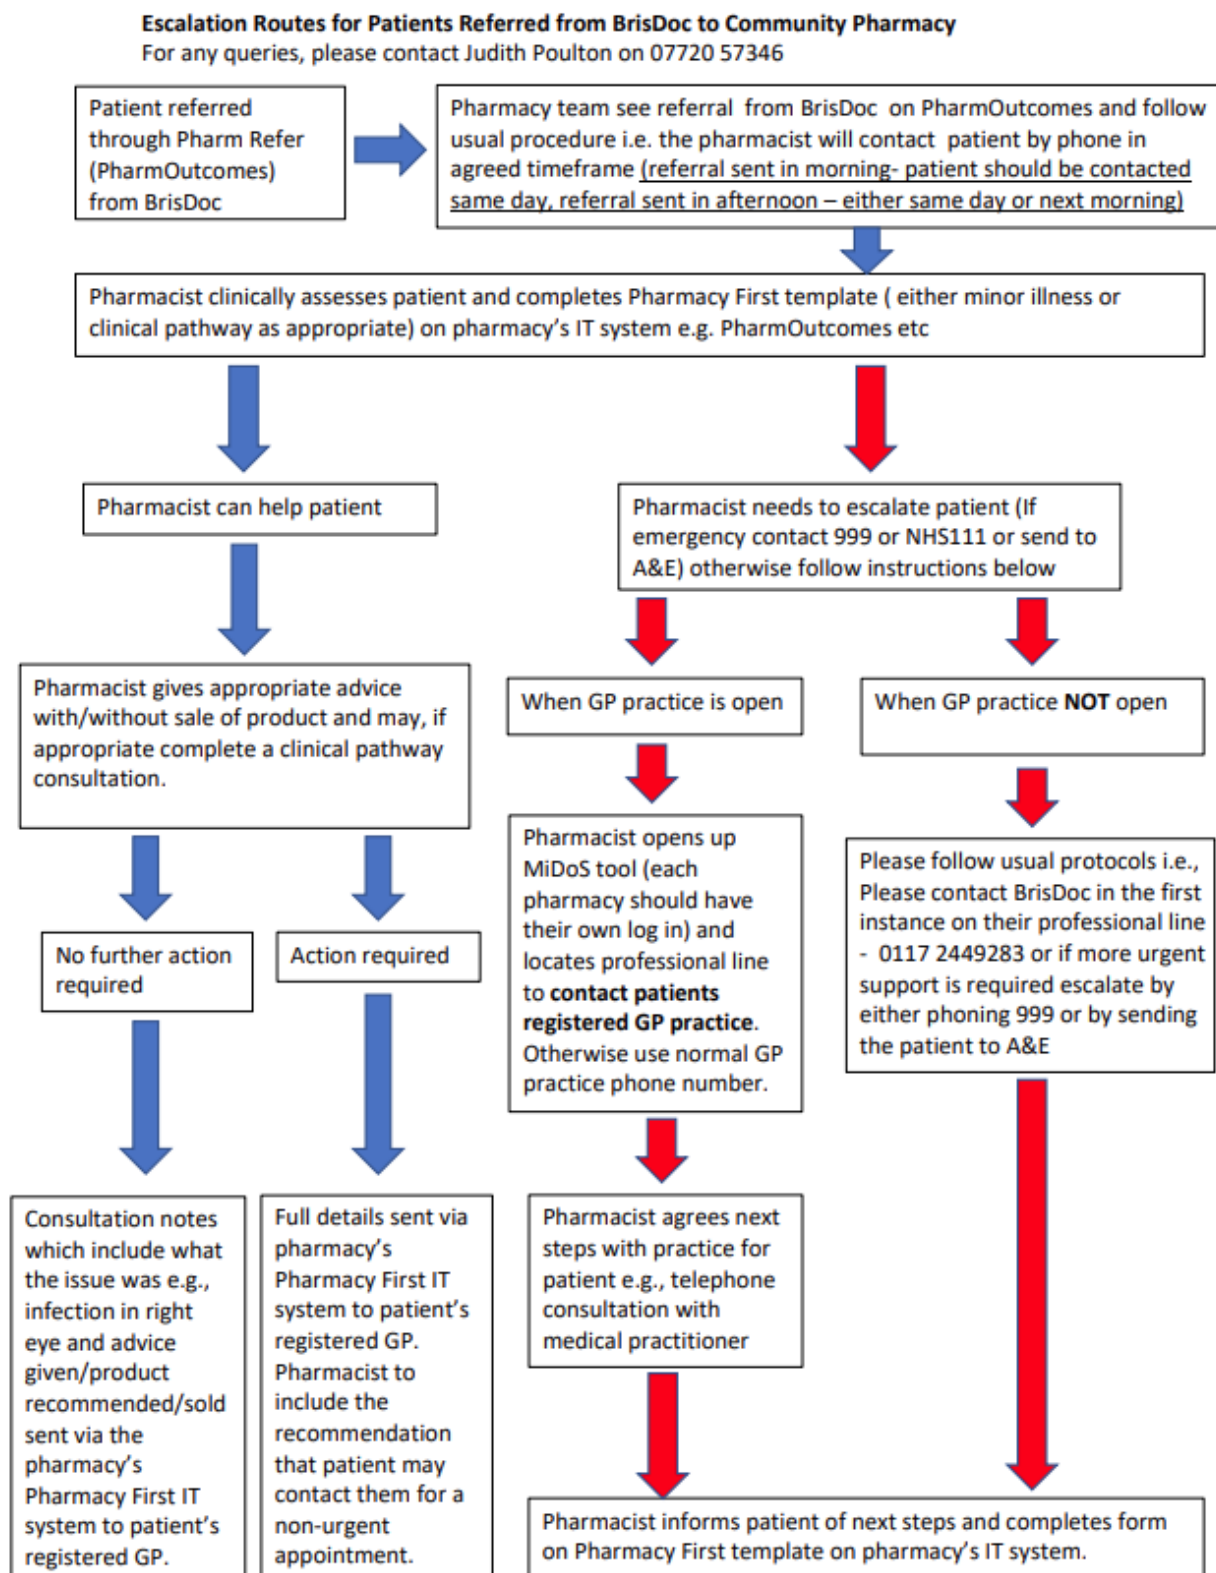 Escalation Routes for Patients Referred from BrisDoc to Community Pharmacy
For any queries, please contact Judith Poulton on 07720 57346
Patient referred
through Pharm Refer
(PharmOutcomes)
from BrisDoc
Pharmacy team see referral from BrisDoc on PharmOutcomes and follow
usual procedure i.e. the pharmacist will contact patient by phone in
agreed timeframe (referral sent in morning- patient should be contacted
same day, referral sent in afternoon – either same day or next morning)
Pharmacist clinically assesses patient and completes Pharmacy First template ( either minor illness or
clinical pathway as appropriate) on pharmacy's IT system e.g. PharmOutcomes etc
Pharmacist can help patient
Pharmacist needs to escalate patient (If
emergency contact 999 or NHS111 or send to
A&E) otherwise follow instructions below
Pharmacist gives appropriate advice
with/without sale of product and may, if
appropriate complete a clinical pathway
consultation.
When GP practice is open
When GP practice NOT open
No further action
required
Action required
Pharmacist opens up
MiDoS tool (each
pharmacy should have
their own log in) and
locates professional line
to contact patients
registered GP practice.
Otherwise use normal GP
practice phone number.
Please follow usual protocols i.e.,
Please contact BrisDoc in the first
instance on their professional line
- 0117 2449283 or if more urgent
support is required escalate by
either phoning 999 or by sending
the patient to A&E
Consultation notes
which include what
the issue was e.g.,
infection in right
eye and advice
given/product
recommended/sold
sent via the
pharmacy's
Pharmacy First IT
system to patient's
registered GP.
Full details sent via
pharmacy's
Pharmacy First IT
system to patient's
registered GP.
Pharmacist to
include the
recommendation
that patient may
contact them for a
non-urgent
appointment.
Pharmacist agrees next
steps with practice for
patient e.g., telephone
consultation with
medical practitioner
Pharmacist informs patient of next steps and completes form
on Pharmacy First template on pharmacy's IT system.